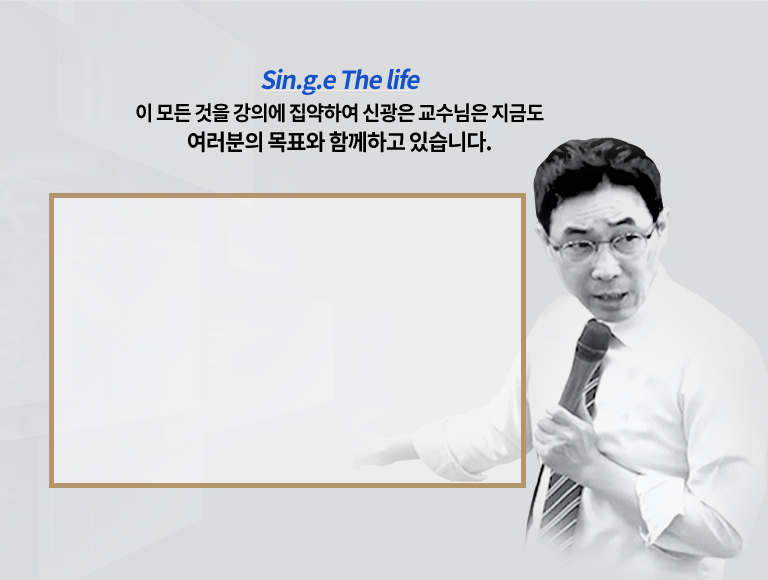 Sin.g.e The life
이 모든 것을 강의에 집약하여 신광은 교수님은 지금도
여러분의 목표와 함께하고 있습니다.